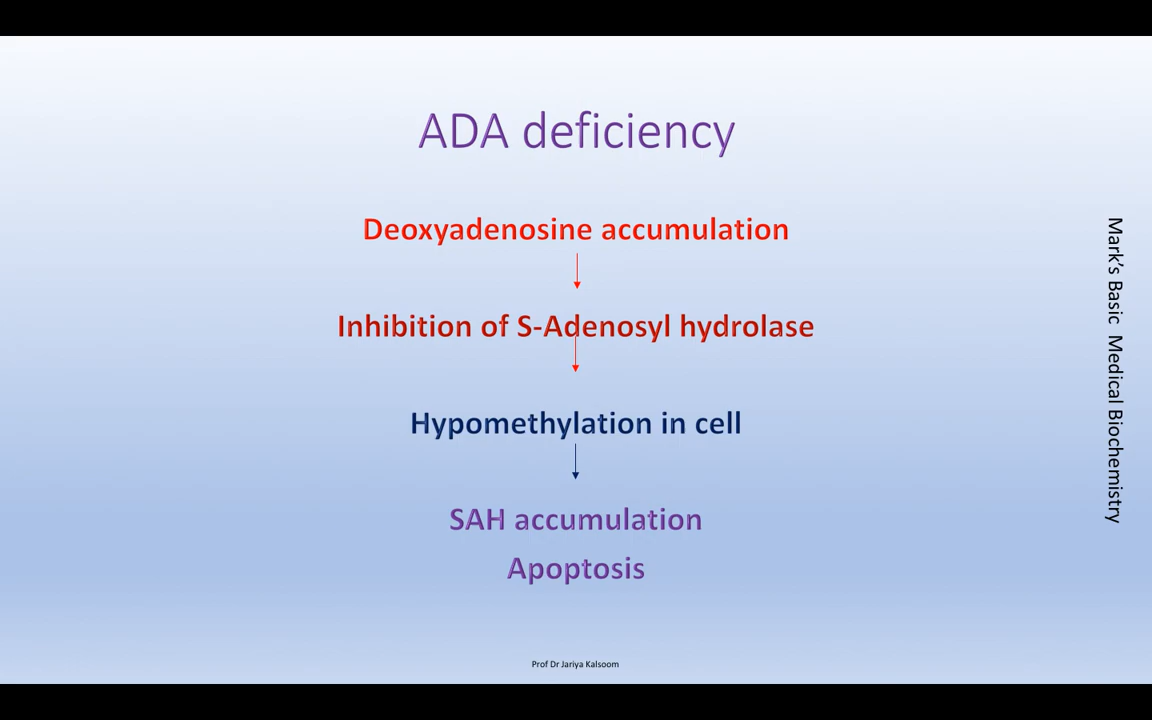 ADA deficiency
Deoxyadenosine accumulation
Inhibition of S-Adenosyl hydrolase
Hypomethylation in cell
SAH accumulation
Apoptosis
Mark's Basic Medical Biochemistry
Prof Dr Jariya Kalsoom